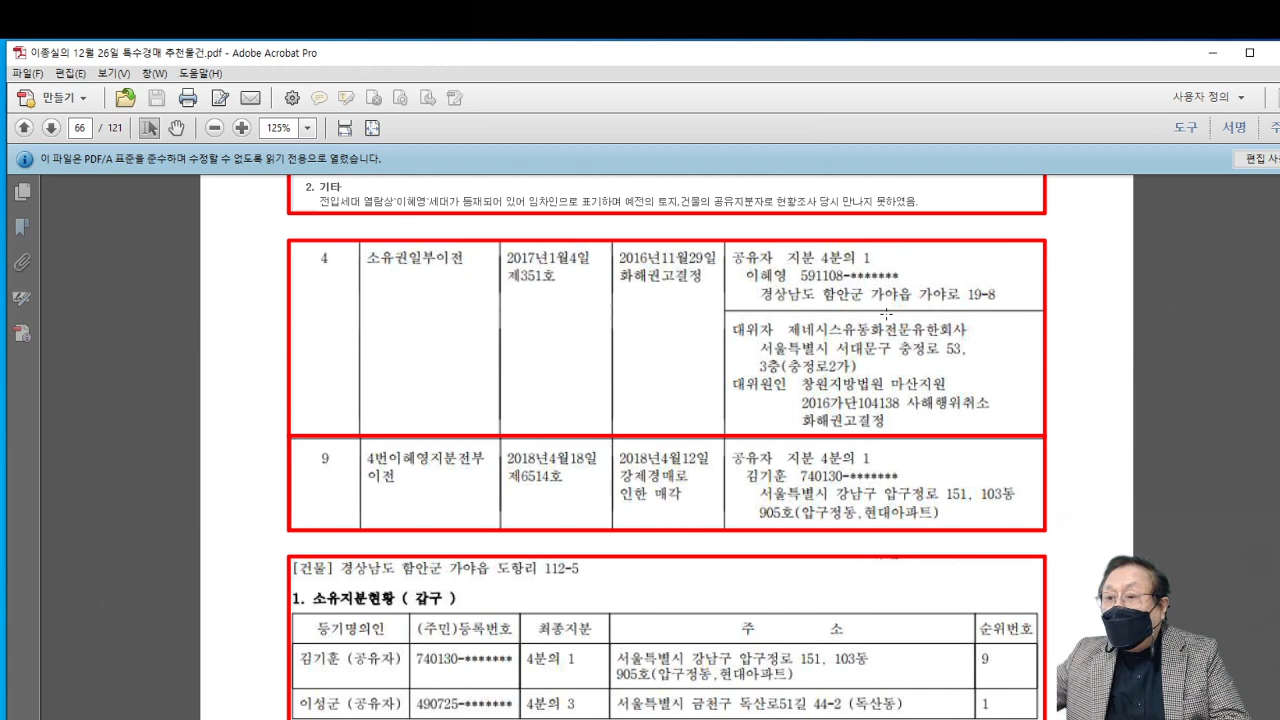 이종실의 12월 26일 특수경매 추천물건.pdf - Adobe Acrobat Pro
파일(F) 편집(E) 보기(V) 창(W) 도움말(H)
만들기
사용자 정의
66 / 121
125%
도구 서명
이 파일은 PDF/A 표준을 준수하며 수정할 수 없도록 읽기 전용으로 열렸습니다.
편집
2. 기타
전입세대 열람상'이혜영'세대가 등재되어 있어 임차인으로 표기하며 예전의 토지,건물의 공유지분자로 현황조사 당시 만나지 못하였음.
4 소유권일부이전 2017년1월4일 2016년11월29일 공유자 지분 4분의 1
제351호 화해권고결정 이혜영 591108-*******
경상남도 함안군 가야읍 가야로 19-8
대위자 제네시스유동화전문유한회사
서울특별시 서대문구 충정로 53,
3층(충정로2가)
대위원인 창원지방법원 마산지원
2016가단104138 사해행위취소
화해권고결정
9 4번이혜영지분전부 2018년4월18일 2018년4월12일 공유자 지분 4분의 1
이전 제6514호 강제경매로 김기훈 740130-*******
인한 매각 서울특별시 강남구 압구정로 151, 103동
905호(압구정동,현대아파트)
[건물] 경상남도 함안군 가야읍 도항리 112-5
1. 소유지분현황 ( 갑구 )
등기명의인 (주민)등록번호 최종지분 주 소 순위번호
김기훈 (공유자) 740130-******* 4분의 1 서울특별시 강남구 압구정로 151, 103동 9
905호(압구정동,현대아파트)
이성군 (공유자) 490725-******* 4분의 3 서울특별시 금천구 독산로51길 44-2 (독산동) 1